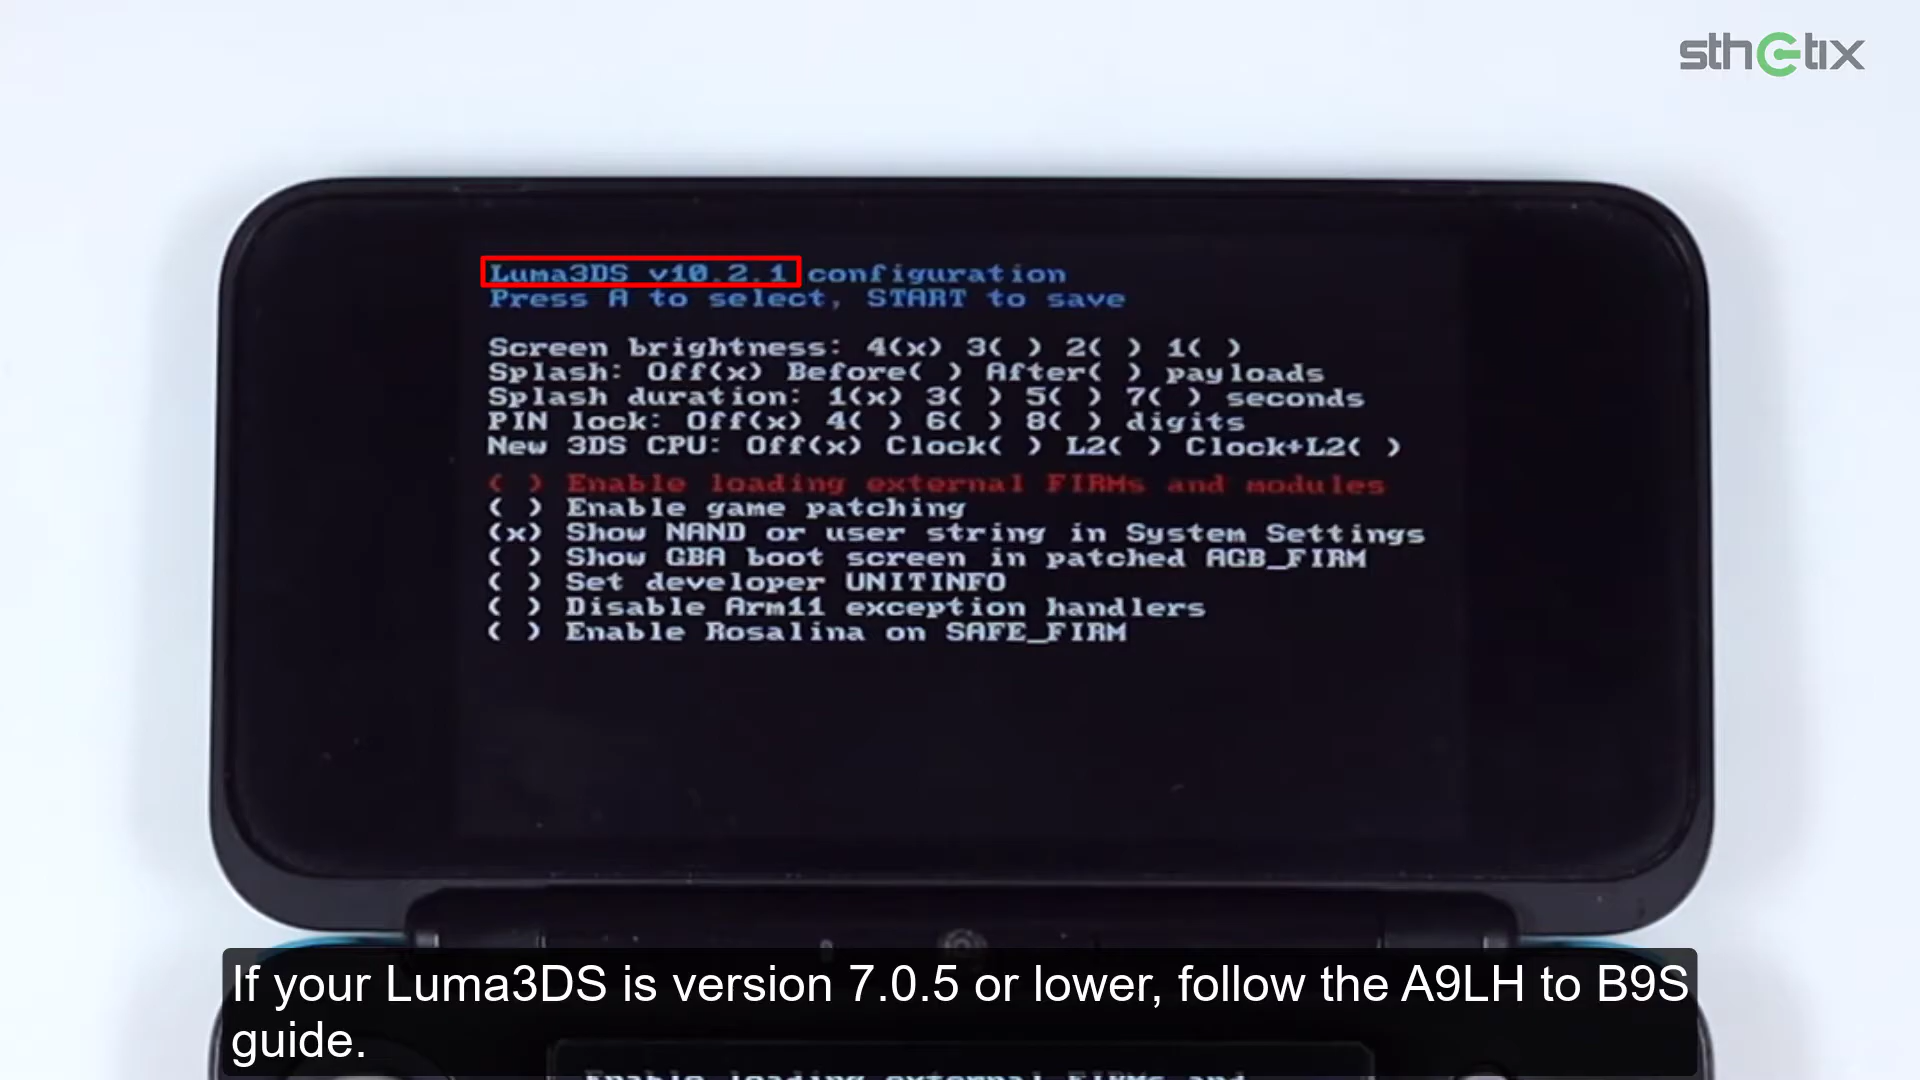 sthetix
Luma3DS v10.2.1 configuration
Press A to select, START to save
Screen brightness: 4(x) 3( ) 2( ) 1( )
Splash: Off(x) Before( ) After( ) payloads
Splash duration: 1(x) 3( ) 5( ) 7( ) seconds
PIN lock: Off(x) 4( ) 6( ) 8( ) digits
New 3DS CPU: Off(x) Clock( ) L2( ) Clock+L2( )
( ) Enable loading external FIRMs and modules
( ) Enable game patching
(x) Show NAND or user string in System Settings
( ) Show GBA boot screen in patched AGB_FIRM
( ) Set developer UNITINFO
( ) Disable Arm11 exception handlers
( ) Enable Rosalina on SAFE_FIRM
If your Luma3DS is version 7.0.5 or lower, follow the A9LH to B9S
guide.
Enable loading external FIRMs and